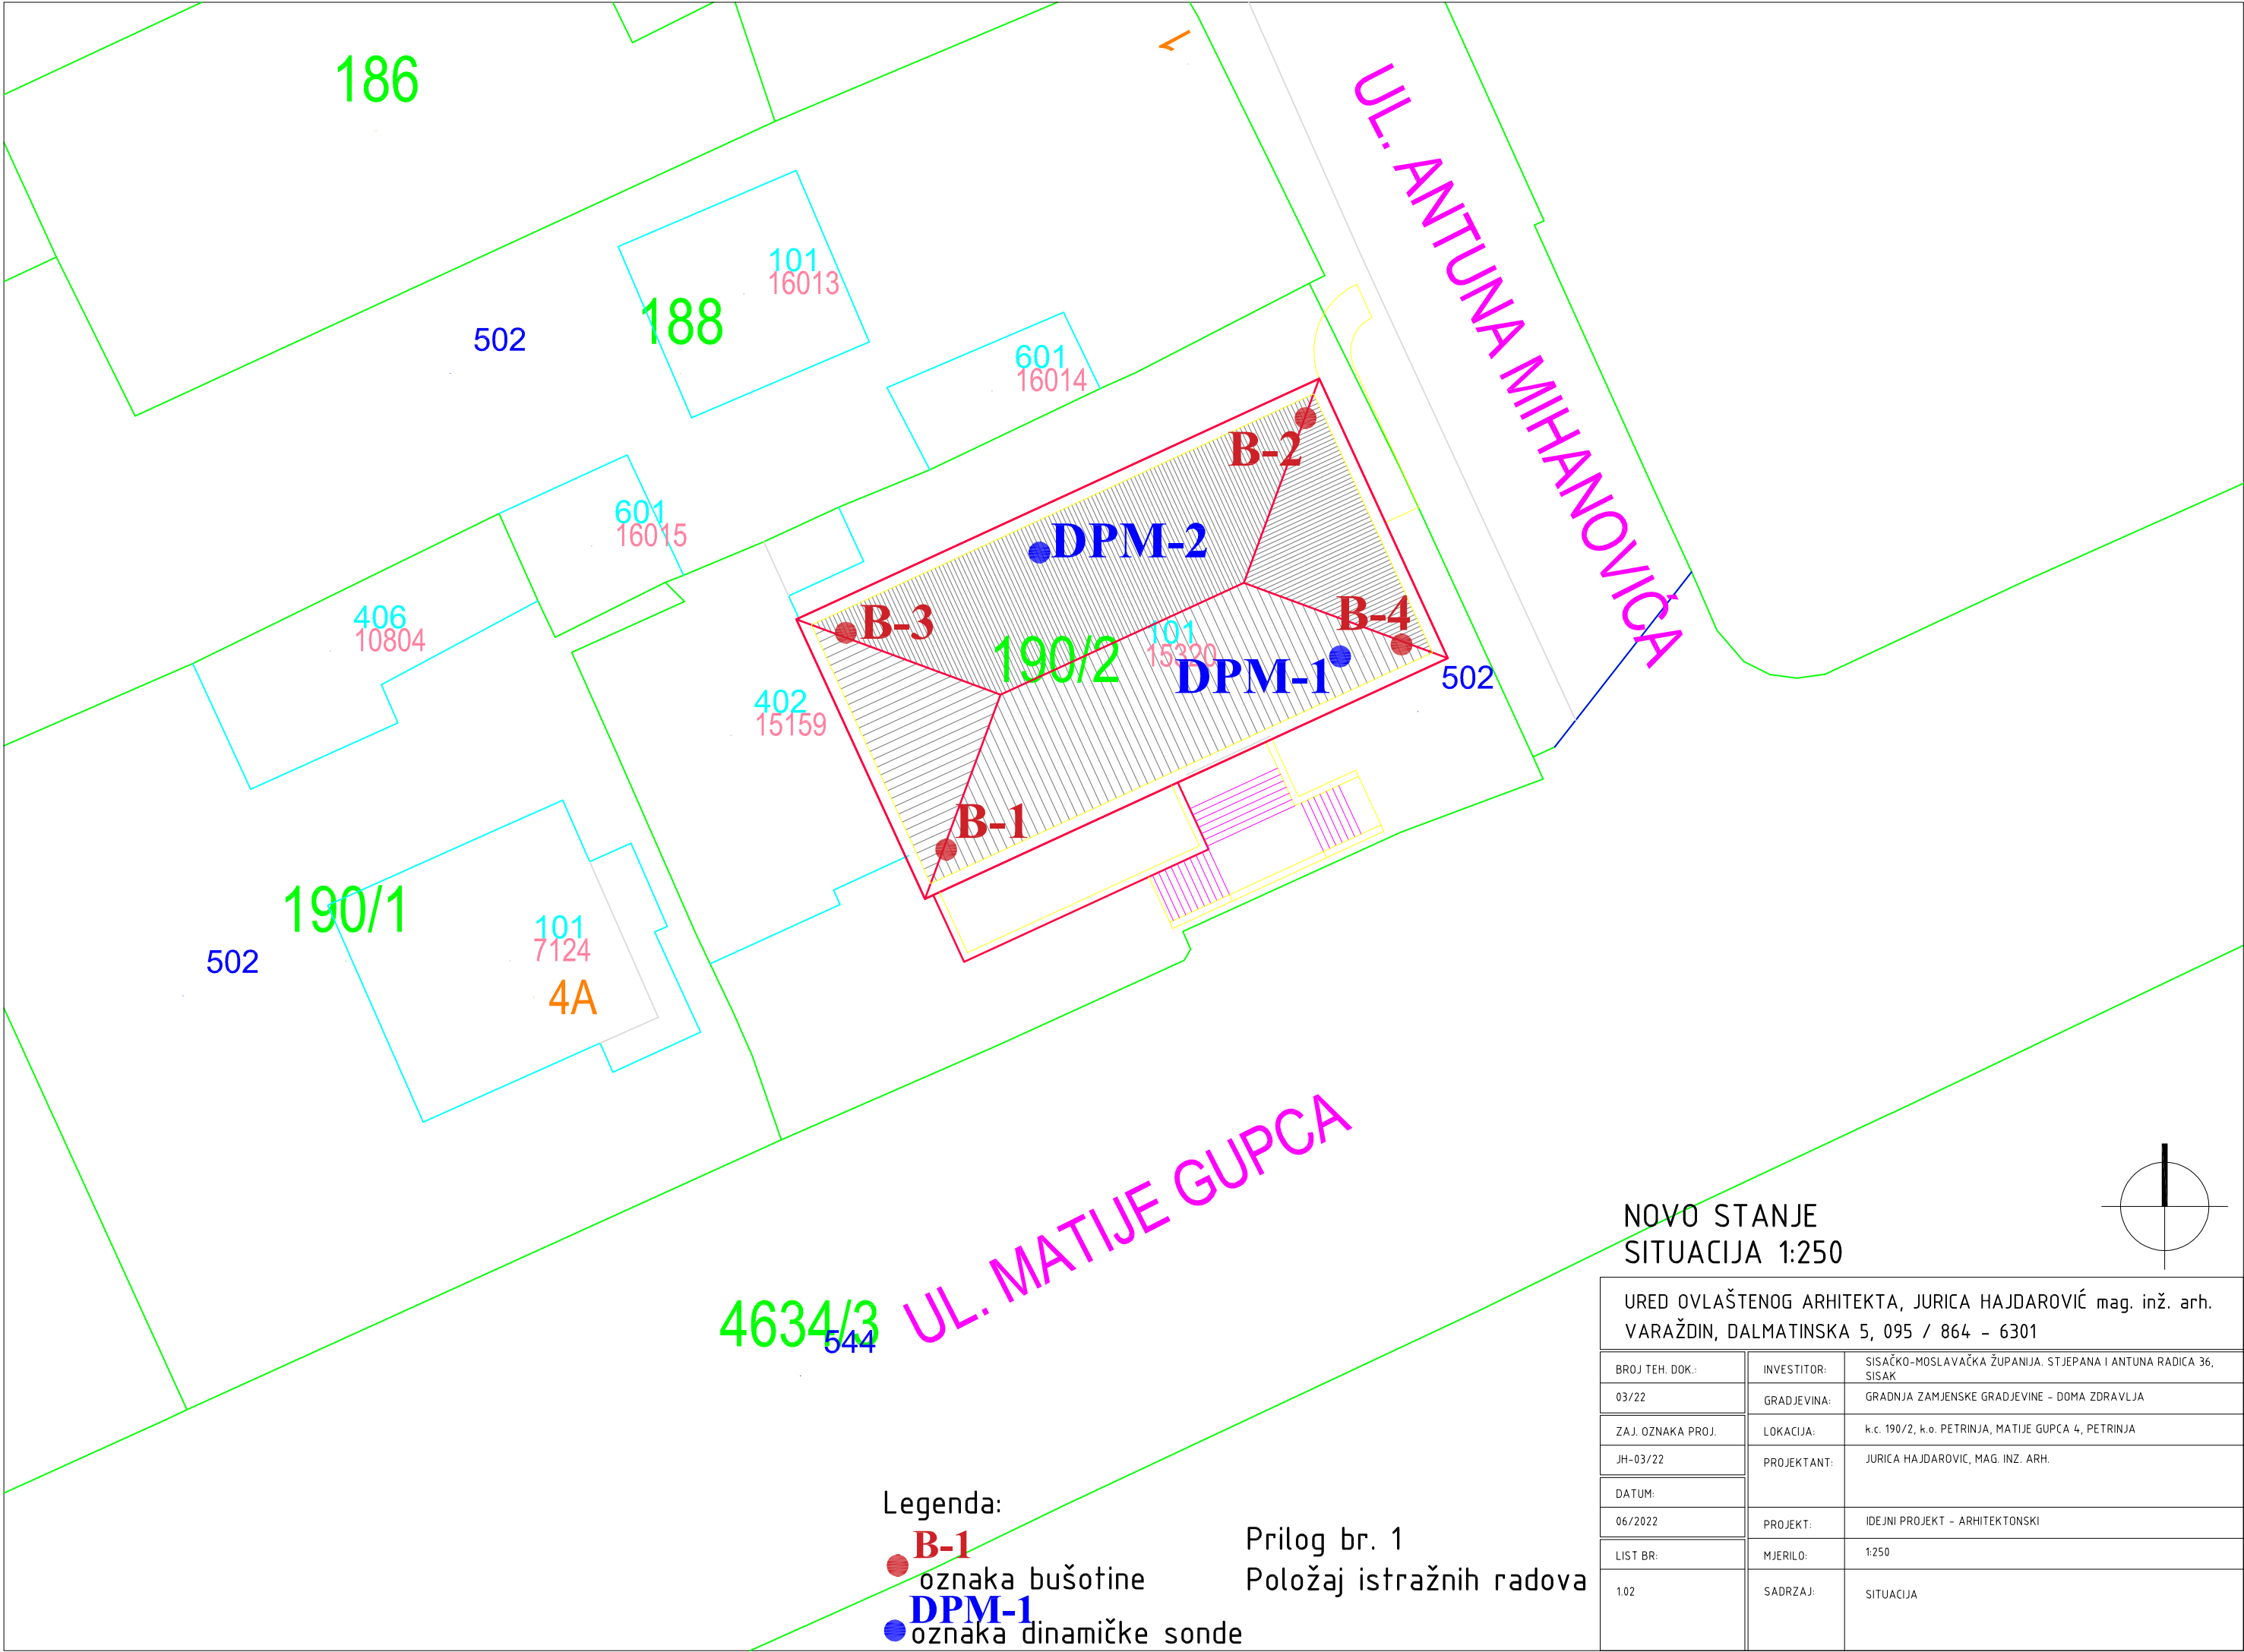 186
1
UL. ANTUNA MIHANOVIĆA
101
16013
188
502
601
16014
B-2
601
16015
DPM-2
406
10804
B-3
B-4
101
15320
190/2
DPM-1
502
402
15159
B-1
190/1
101
7124
502
4A
UL. MATIJE GUPCA
4634/3
544
NOVO STANJE
SITUACIJA 1:250
URED OVLAŠTENOG ARHITEKTA, JURICA HAJDAROVIĆ mag. inž. arh.
VARAŽDIN, DALMATINSKA 5, 095 / 864 - 6301
BROJ TEH. DOK.:
03/22
ZAJ. OZNAKA PROJ.
JH-03/22
DATUM:
06/2022
LIST BR:
1.02
INVESTITOR: SISAČKO-MOSLAVAČKA ŽUPANIJA. STJEPANA I ANTUNA RADICA 36,
SISAK
GRADJEVINA: GRADNJA ZAMJENSKE GRADJEVINE - DOMA ZDRAVLJA
LOKACIJA: k.c. 190/2, k.o. PETRINJA, MATIJE GUPCA 4, PETRINJA
PROJEKTANT: JURICA HAJDAROVIC, MAG. INZ. ARH.
PROJEKT: IDEJNI PROJEKT - ARHITEKTONSKI
MJERILO: 1:250
SADRZAJ: SITUACIJA
Legenda:
B-1
oznaka bušotine
DPM-1
oznaka dinamičke sonde
Prilog br. 1
Položaj istražnih radova